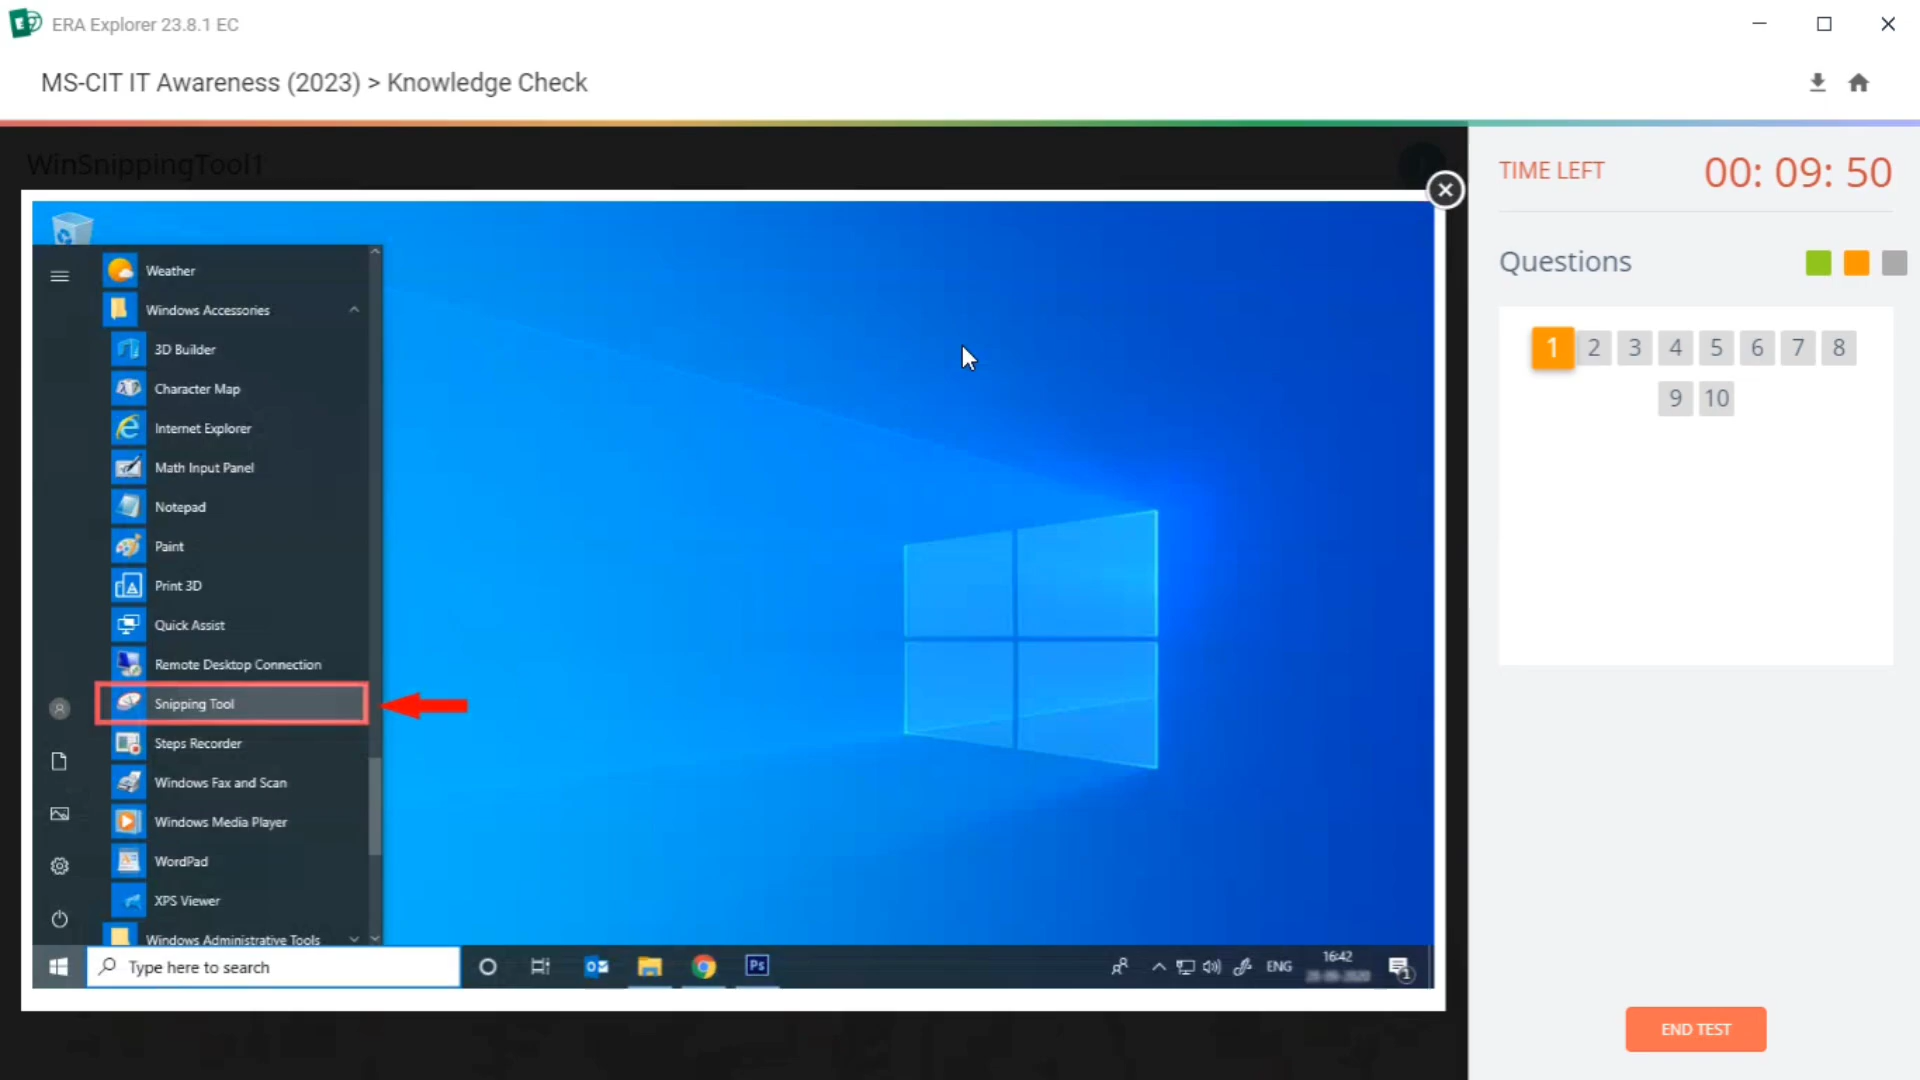 ERA Explorer 23.8.1 EC
MS-CIT IT Awareness (2023) > Knowledge Check
WinSnippingTool1
TIME LEFT
00: 09: 50
Questions
1 2 3 4 5 6 7 8
9 10
Weather
Windows Accessories
3D Builder
Character Map
Internet Explorer
Math Input Panel
Notepad
Paint
Print 3D
Quick Assist
Remote Desktop Connection
Snipping Tool
Steps Recorder
Windows Fax and Scan
Windows Media Player
WordPad
XPS Viewer
Windows Administrative Tools
Type here to search
Ps
ENG
16:42
1
END TEST